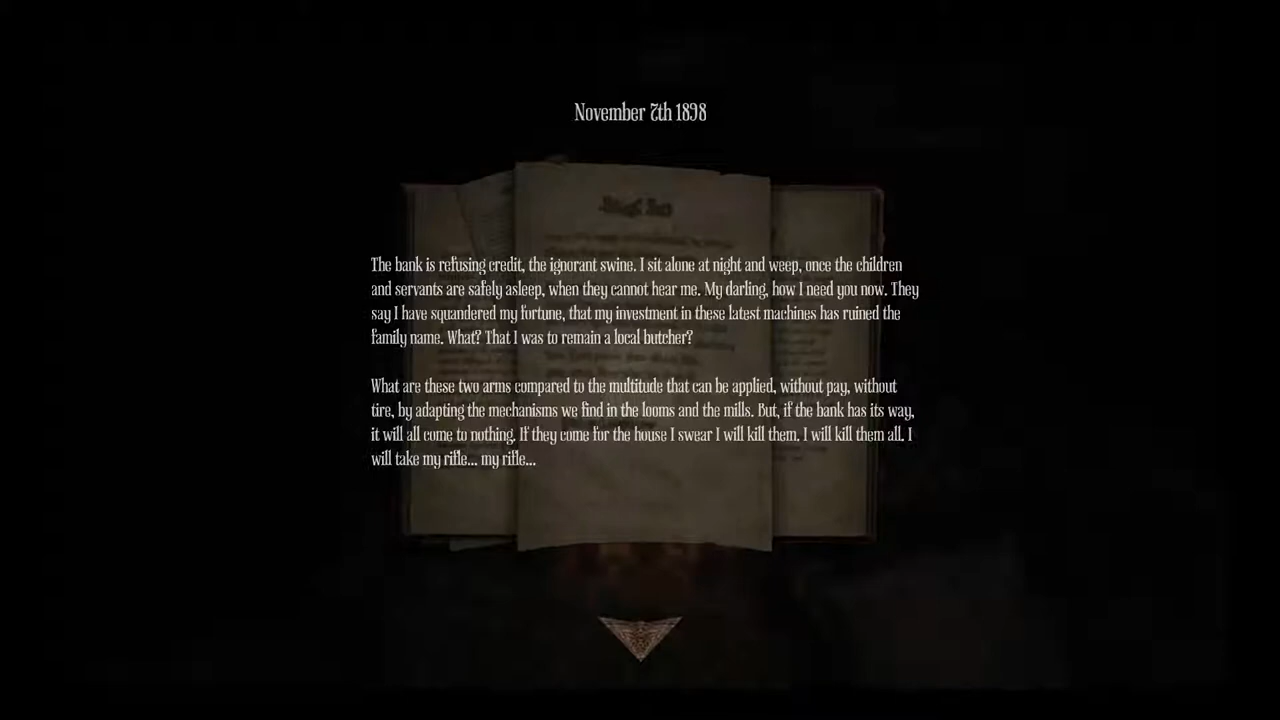 November 7th 1898
The bank is refusing credit, the ignorant swine. I sit alone at night and weep, once the children
and servants are safely asleep, when they cannot hear me. My darling, how I need you now. They
say I have squandered my fortune, that my investment in these latest machines has ruined the
family name. What? That I was to remain a local butcher?
What are these two arms compared to the multitude that can be applied, without pay, without
tire, by adapting the mechanisms we find in the looms and the mills. But, if the bank has its way,
it will all come to nothing. If they come for the house I swear I will kill them. I will kill them all. I
will take my rifle... my rifle...